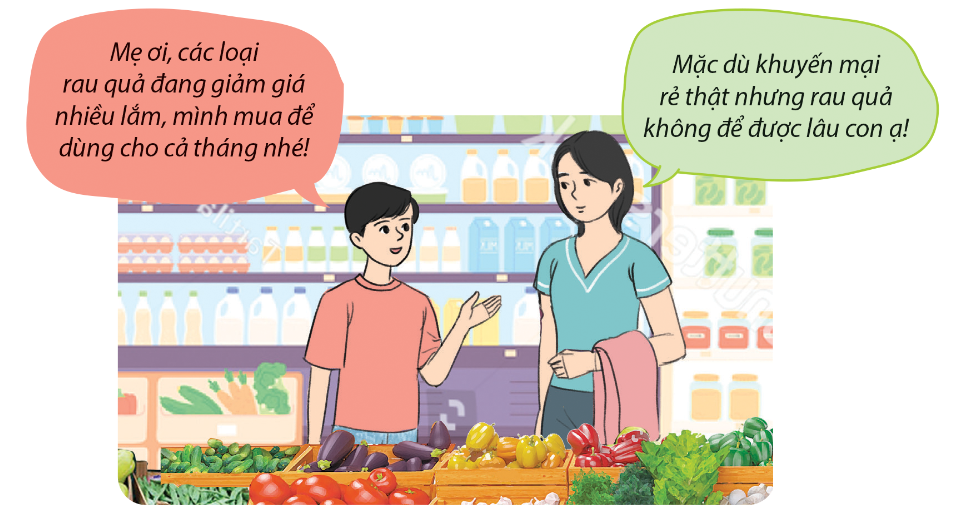 Mẹ ơi, các loại
rau quả đang giảm giá
nhiều lắm, mình mua để
dùng cho cả tháng nhé!
Mặc dù khuyến mại
rẻ thật nhưng rau quả
không để được lâu con ạ!